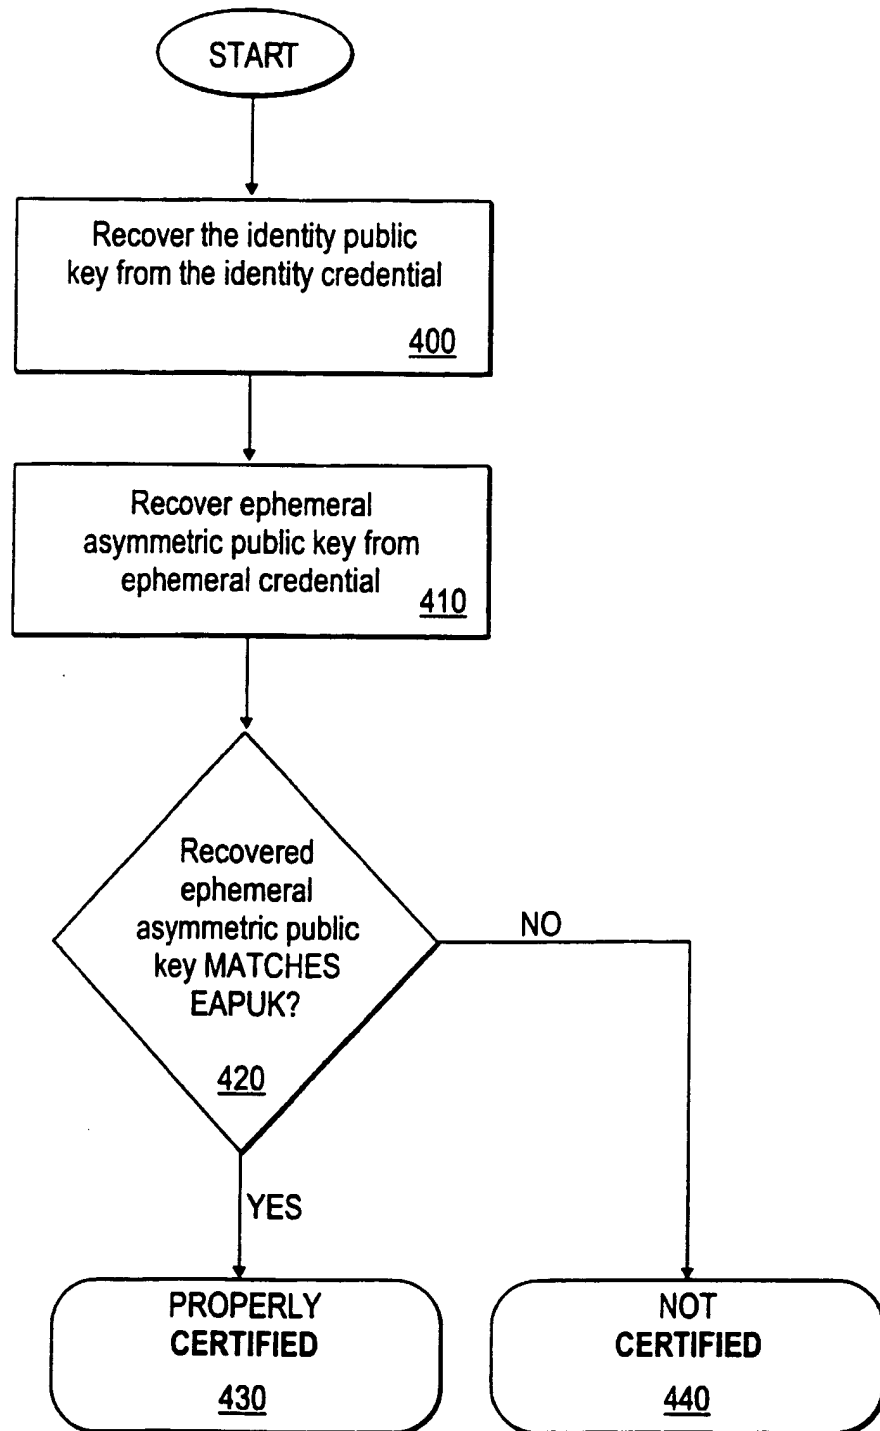 START
Recover the identity public
key from the identity credential
400
Recover ephemeral
asymmetric public key from
ephemeral credential
410
Recovered
ephemeral
asymmetric public
key MATCHES
EAPUK?
420
NO
YES
PROPERLY
CERTIFIED
430
NOT
CERTIFIED
440